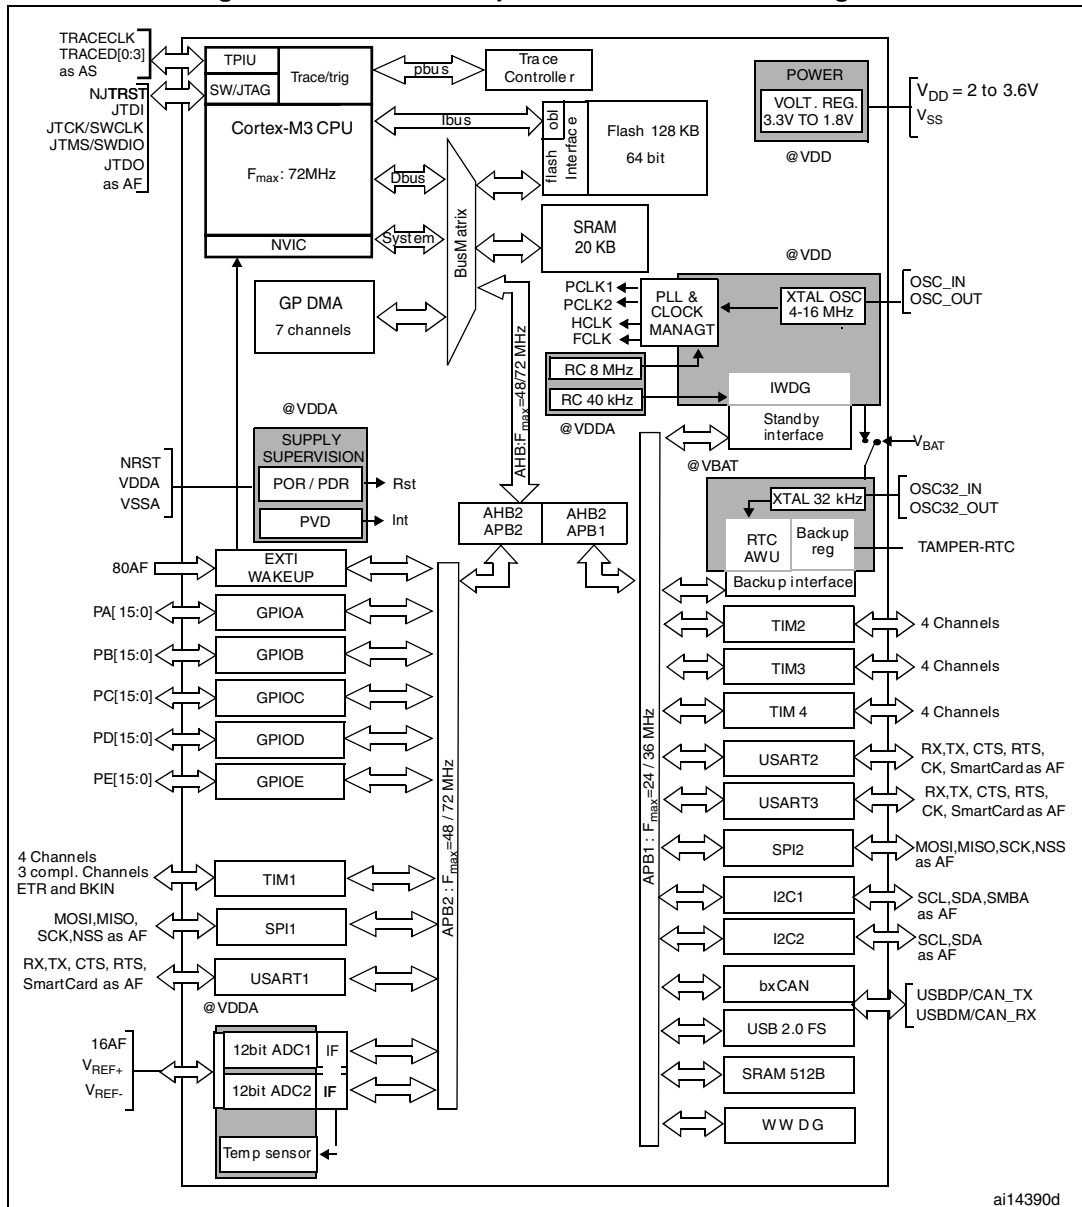 TRACECLK
TRACED[0:3]
as AS
NJTRST
JTDI
JTCK/SWCLK
JTMS/SWDIO
JTDO
as AF
TPIU
SW/JTAG
Trace/trig
Cortex-M3 CPU
Fmax: 72MHz
NVIC
pbus
Trace
Controller
Ibus
Dbus
System
BusMatrix
obl
flash
Interface
Flash 128 KB
64 bit
SRAM
20 KB
POWER
VOLT. REG.
3.3V TO 1.8V
@VDD
VDD = 2 to 3.6V
VSS
GP DMA
7 channels
PCLK1
PCLK2
HCLK
FCLK
PLL &
CLOCK
MANAGT
@VDD
XTAL OSC
4-16 MHz
OSC_IN
OSC_OUT
RC 8 MHz
RC 40 kHz
@VDDA
IWDG
Standby
interface
VBAT
@VBAT
AHB:Fmax=48/72 MHz
@VDDA
SUPPLY
SUPERVISION
POR / PDR
PVD
Rst
Int
NRST
VDDA
VSSA
AHB2
APB2
AHB2
APB1
XTAL 32 kHz
OSC32_IN
OSC32_OUT
RTC
AWU
Backup
reg
TAMPER-RTC
Backup interface
80AF
EXTI
WAKEUP
PA[ 15:0]
GPIOA
PB[15:0]
GPIOB
PC[15:0]
GPIOC
PD[15:0]
GPIOD
PE[15:0]
GPIOE
4 Channels
3 compl. Channels
ETR and BKIN
TIM1
MOSI,MISO,
SCK,NSS as AF
SPI1
RX,TX, CTS, RTS,
SmartCard as AF
USART1
@VDDA
16AF
VREF+
VREF-
12bit ADC1
IF
12bit ADC2
IF
Temp sensor
APB2 : Fmax=48 / 72 MHz
APB1 : Fmax=24 / 36 MHz
TIM2
4 Channels
TIM3
4 Channels
TIM 4
4 Channels
USART2
RX,TX, CTS, RTS,
CK, SmartCard as AF
USART3
RX,TX, CTS, RTS,
CK, SmartCard as AF
SPI2
MOSI,MISO,SCK,NSS
as AF
I2C1
SCL,SDA,SMBA
as AF
I2C2
SCL,SDA
as AF
bxCAN
USBDP/CAN_TX
USBDM/CAN_RX
USB 2.0 FS
SRAM 512B
WWDG
ai14390d